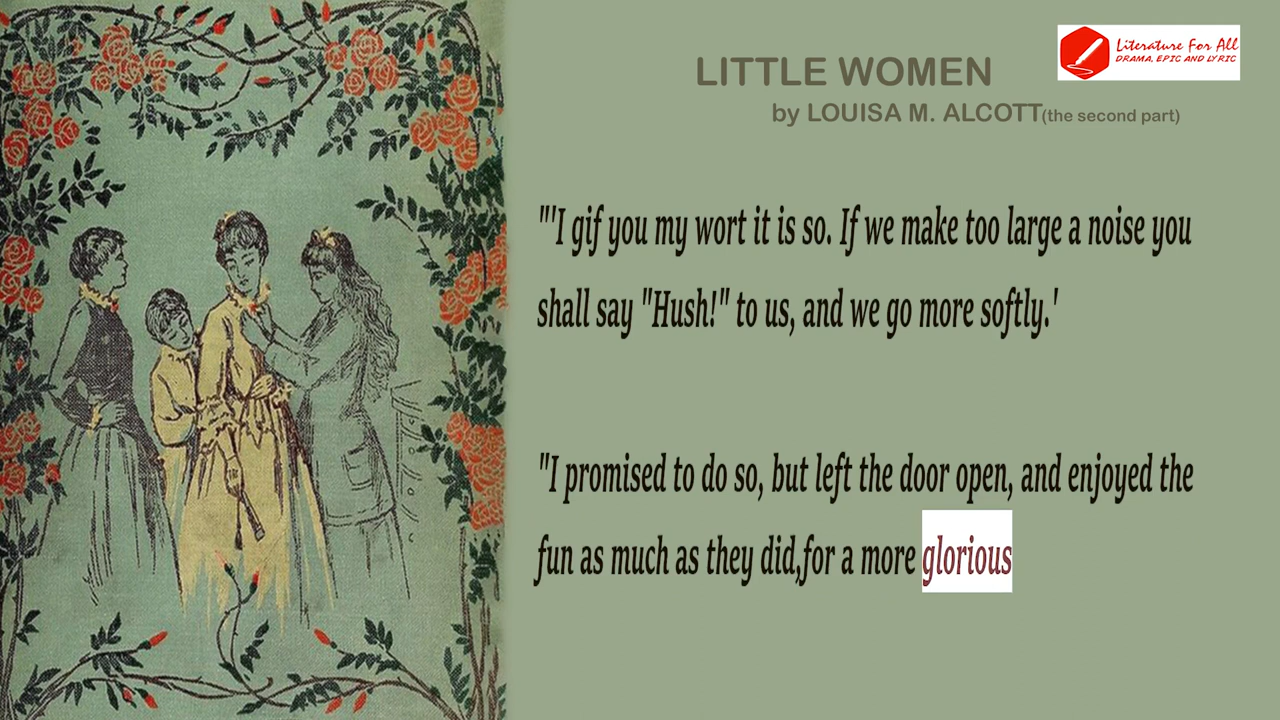 Literature For All
DRAMA, EPIC AND LYRIC
LITTLE WOMEN
by LOUISA M. ALCOTT(the second part)
"'I gif you my wort it is so. If we make too large a noise you
shall say "Hush!" to us, and we go more softly.'
"I promised to do so, but left the door open, and enjoyed the
fun as much as they did,for a more glorious